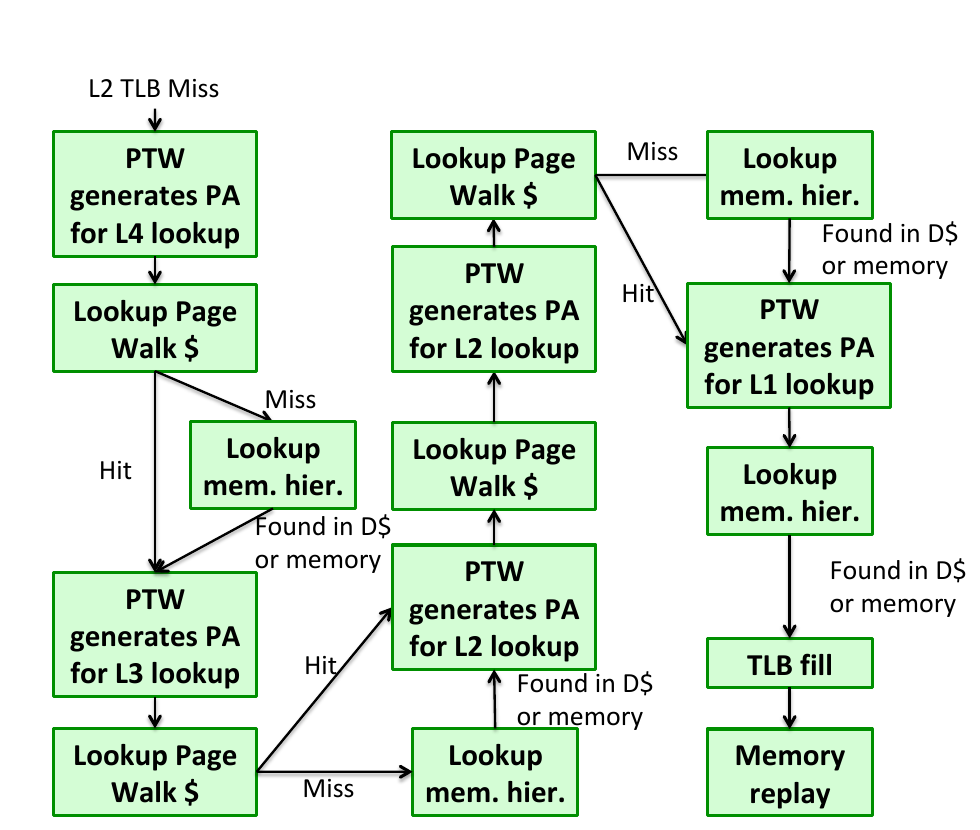 L2 TLB Miss
PTW
generates PA
for L4 lookup
Lookup Page
Walk $
Miss
Hit
Lookup
mem. hier.
Found in D$
or memory
PTW
generates PA
for L3 lookup
Lookup Page
Walk $
Hit
Miss
Lookup
mem. hier.
Found in D$
or memory
PTW
generates PA
for L2 lookup
Lookup Page
Walk $
PTW
generates PA
for L2 lookup
Lookup Page
Walk $
Miss
Hit
Lookup
mem. hier.
Found in D$
or memory
PTW
generates PA
for L1 lookup
Lookup
mem. hier.
Found in D$
or memory
TLB fill
Memory
replay